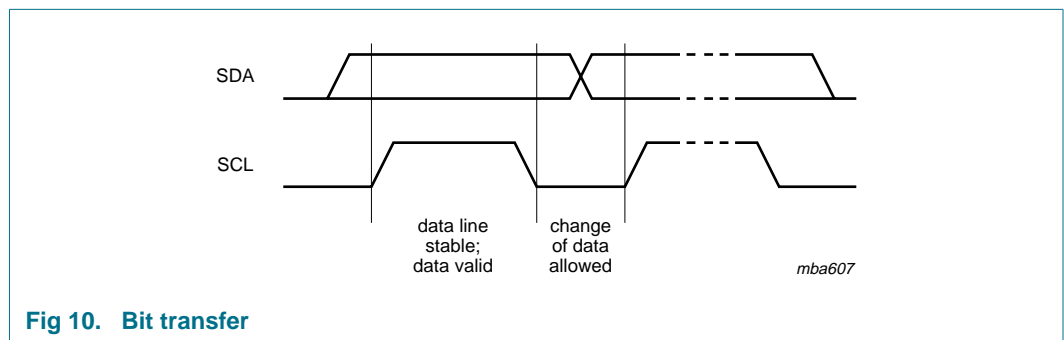 SDA
SCL
data line
stable;
data valid
change
of data
allowed
mba607
Fig 10. Bit transfer